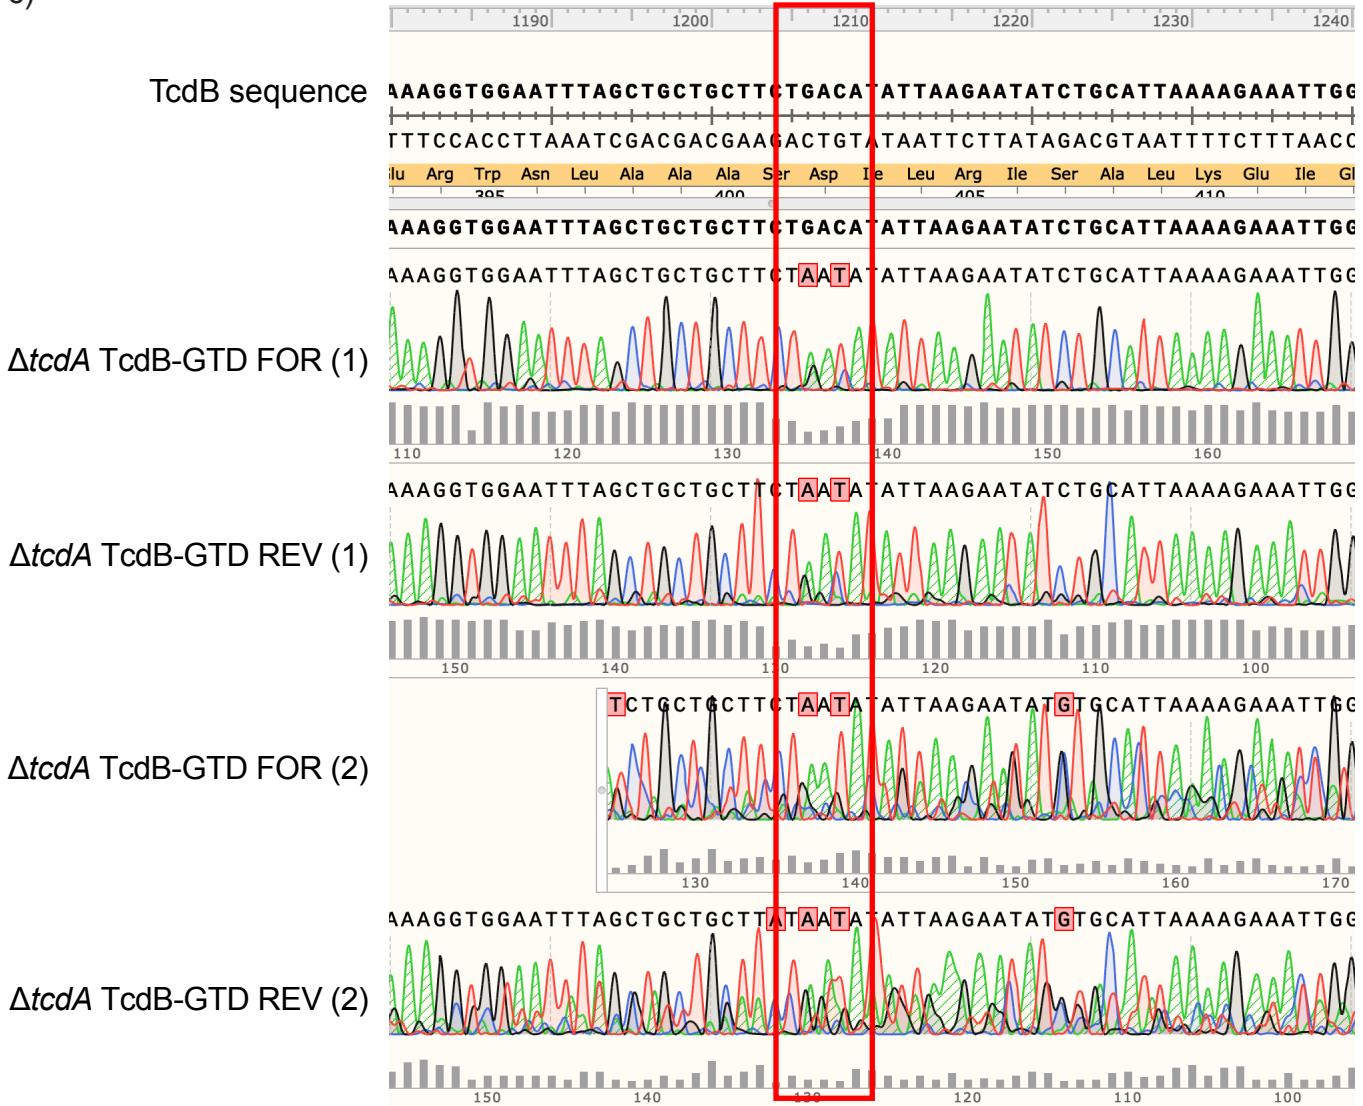 c)
1190 1200 1210 1220 1230 1240
TcdB sequence AAAGGTGGAATTTAGCTGCTGCTTCTGACATATTAAGAATATCTGCATTAAAAGAAATTGG
TTTCCACCTTAAATCGACGACGAAGACTGTATAATTCTTATAGACGTAATTTTCTTTAACC
Glu Arg Trp Asn Leu Ala Ala Ala Ser Asp Ile Leu Arg Ile Ser Ala Leu Lys Glu Ile Gl
395 400 405 410
AAAGGTGGAATTTAGCTGCTGCTTCTGACATATTAAGAATATCTGCATTAAAAGAAATTGG
AAAGGTGGAATTTAGCTGCTGCTTCTAATATATTAAGAATATCTGCATTAAAAGAAATTGG
ΔtcdA TcdB-GTD FOR (1)
110 120 130 140 150 160
AAAGGTGGAATTTAGCTGCTGCTTCTAATATATTAAGAATATCTGCATTAAAAGAAATTGG
ΔtcdA TcdB-GTD REV (1)
150 140 130 120 110 100
TCTGCTGCTTCTAATATATTAAGAATATGTGCATTAAAAGAAATTGG
ΔtcdA TcdB-GTD FOR (2)
130 140 150 160 170
AAAGGTGGAATTTAGCTGCTGCTTATAATATATTAAGAATATGTGCATTAAAAGAAATTGG
ΔtcdA TcdB-GTD REV (2)
150 140 130 120 110 100